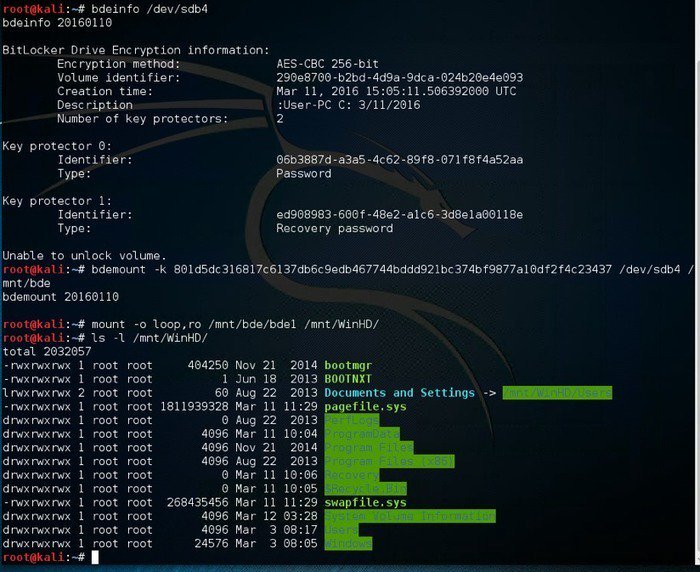 root@kali:~# bdeinfo /dev/sdb4
bdeinfo 20160110
BitLocker Drive Encryption information:
Encryption method: AES-CBC 256-bit
Volume identifier: 290e8700-b2bd-4d9a-9dca-024b20e4e093
Creation time: Mar 11, 2016 15:05:11.506392000 UTC
Description :User-PC C: 3/11/2016
Number of key protectors: 2
Key protector 0:
Identifier: 06b3887d-a3a5-4c62-89f8-071f8f4a52aa
Type: Password
Key protector 1:
Identifier: ed908983-600f-48e2-a1c6-3d8e1a00118e
Type: Recovery password
Unable to unlock volume.
root@kali:~# bdemount -k 801d5dc316817c6137db6c9edb467744bddd921bc374bf9877a10df2f4c23437 /dev/sdb4 /
mnt/bde
bdemount 20160110
root@kali:~# mount -o loop,ro /mnt/bde/bde1 /mnt/WinHD/
root@kali:~# ls -l /mnt/WinHD/
total 2032057
-rwxrwxrwx 1 root root 404250 Nov 21 2014 bootmgr
-rwxrwxrwx 1 root root 1 Jun 18 2013 BOOTNXT
lrwxrwxrwx 2 root root 60 Aug 22 2013 Documents and Settings -> /mnt/WinHD/Users
-rwxrwxrwx 1 root root 1811939328 Mar 11 11:29 pagefile.sys
drwxrwxrwx 1 root root 0 Aug 22 2013 PerfLogs
drwxrwxrwx 1 root root 4096 Mar 11 10:04 ProgramData
drwxrwxrwx 1 root root 4096 Nov 21 2014 Program Files
drwxrwxrwx 1 root root 4096 Aug 22 2013 Program Files (x86)
drwxrwxrwx 1 root root 0 Mar 11 10:06 Recovery
drwxrwxrwx 1 root root 0 Mar 11 10:05 $Recycle.Bin
-rwxrwxrwx 1 root root 268435456 Mar 11 11:29 swapfile.sys
drwxrwxrwx 1 root root 4096 Mar 12 03:28 System Volume Information
drwxrwxrwx 1 root root 4096 Mar 3 08:17 Users
drwxrwxrwx 1 root root 24576 Mar 3 08:05 Windows
root@kali:~#